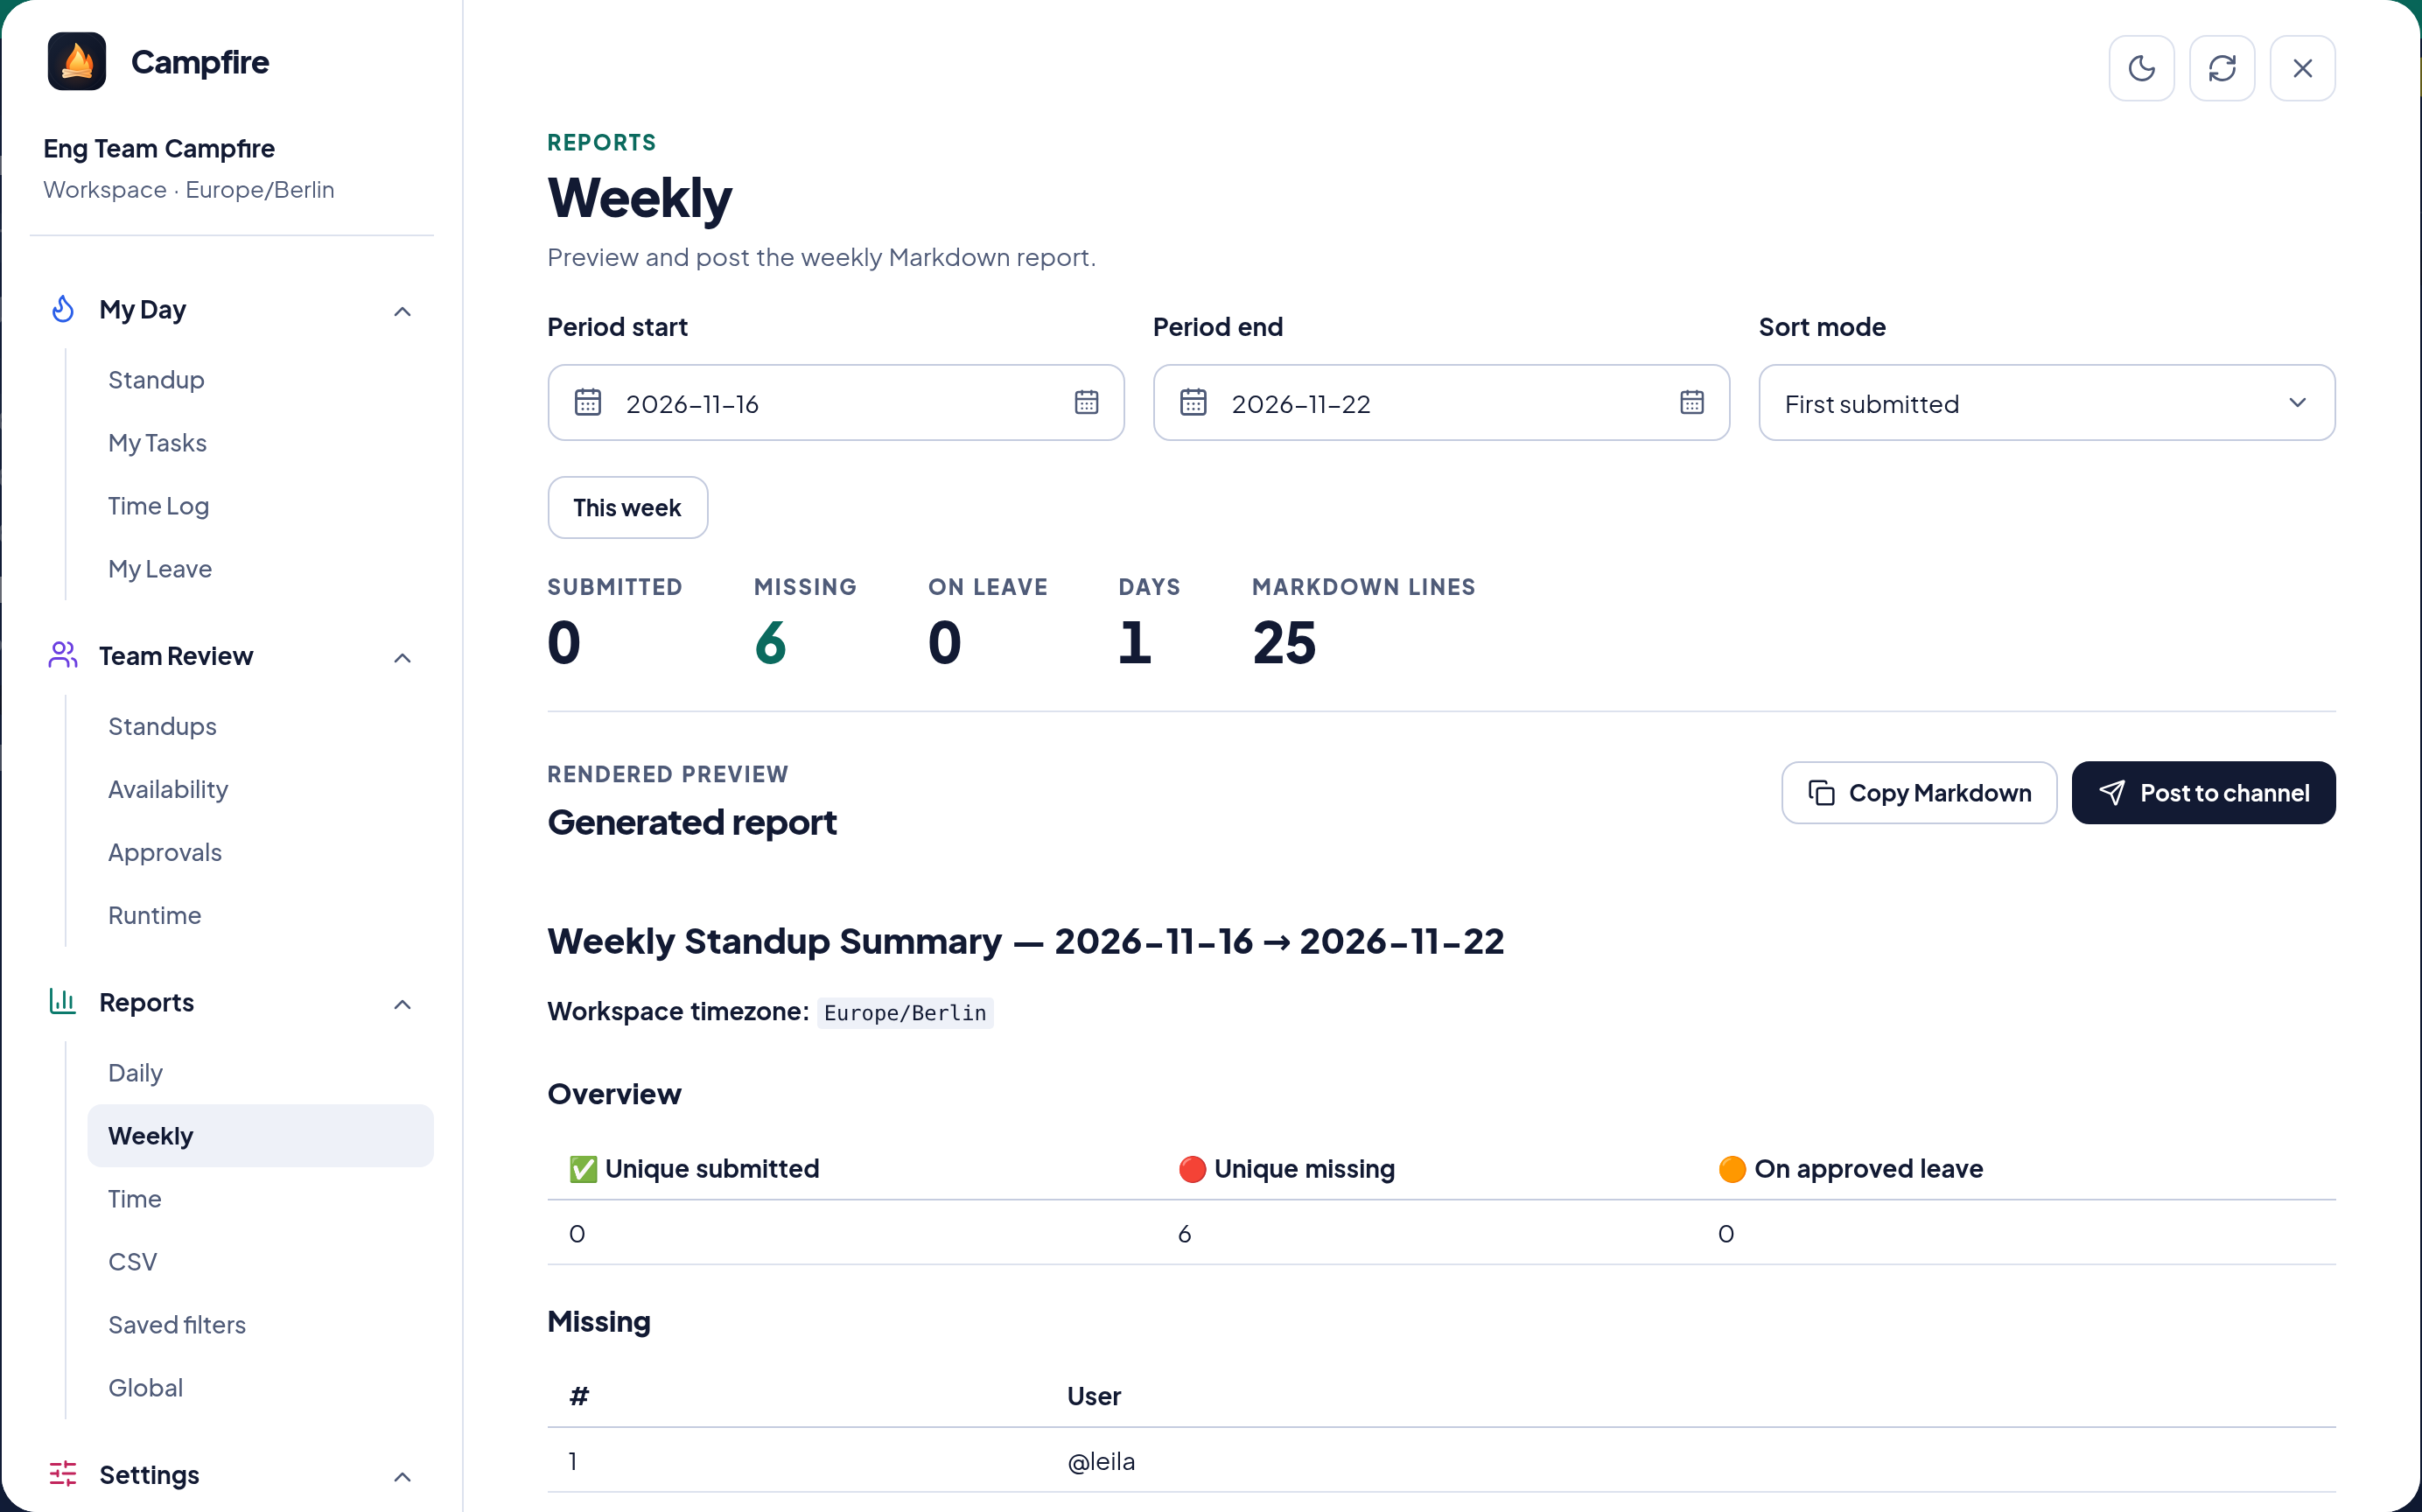 Campfire
Eng Team Campfire
Workspace · Europe/Berlin
My Day
Standup
My Tasks
Time Log
My Leave
Team Review
Standups
Availability
Approvals
Runtime
Reports
Daily
Weekly
Time
CSV
Saved filters
Global
Settings
REPORTS
Weekly
Preview and post the weekly Markdown report.
Period start Period end Sort mode
2026-11-16 2026-11-22 First submitted
This week
SUBMITTED MISSING ON LEAVE DAYS MARKDOWN LINES
0 6 0 1 25
RENDERED PREVIEW
Generated report
Copy Markdown Post to channel
Weekly Standup Summary — 2026-11-16 → 2026-11-22
Workspace timezone: Europe/Berlin
Overview
✅ Unique submitted 🔴 Unique missing 🟠 On approved leave
0 6 0
Missing
# User
1 @leila